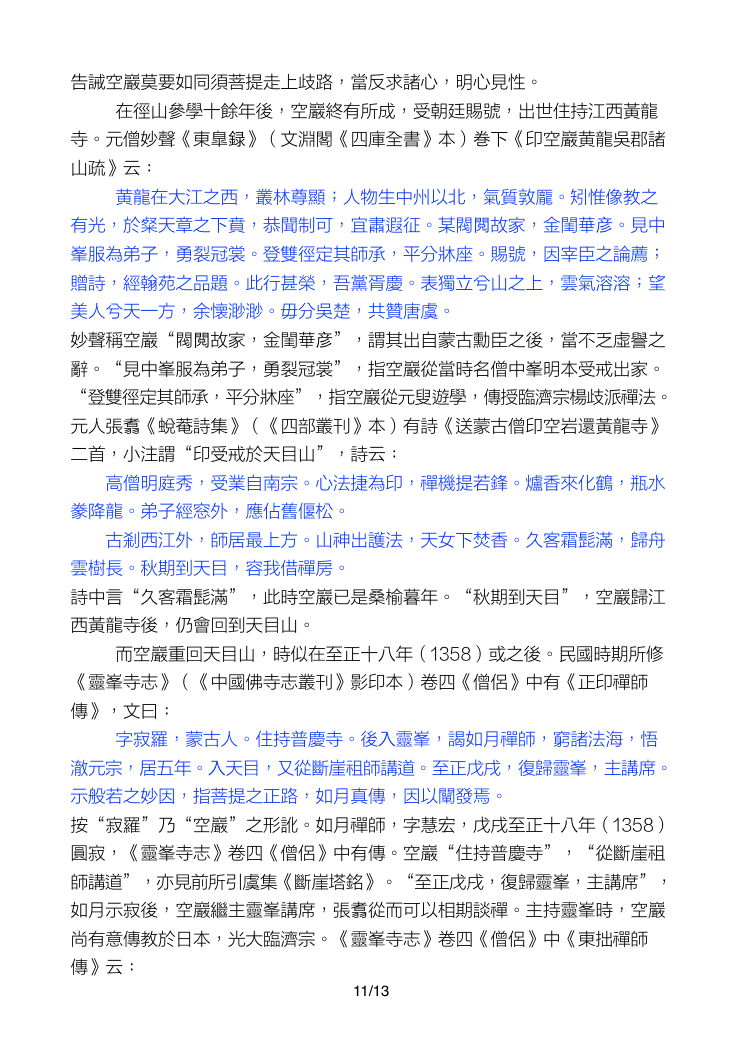 告誡空巖莫要如同須菩提走上歧路，當反求諸心，明心見性。
在徑山參學十餘年後，空巖終有所成，受朝廷賜號，出世住持江西黃龍
寺。元僧妙聲《東皐録》（文淵閣《四庫全書》本）巻下《印空巖黄龍吳郡諸
山疏》云：
黄龍在大江之西，叢林尊顯；人物生中州以北，氣質敦龎。矧惟像教之
有光，於粲天章之下賁，恭聞制可，宜肅遐征。某閥閱故家，金閨華彦。見中
峯服為弟子，勇裂冠裳。登雙徑定其師承，平分牀座。賜號，因宰臣之論薦；
贈詩，經翰苑之品題。此行甚榮，吾黨胥慶。表獨立兮山之上，雲氣溶溶；望
美人兮天一方，余懷渺渺。毋分吳楚，共贊唐虞。
妙聲稱空巖“閥閱故家，金閨華彦”，謂其出自蒙古勳臣之後，當不乏虛譽之
辭。“見中峯服為弟子，勇裂冠裳”，指空巖從當時名僧中峯明本受戒出家。
“登雙徑定其師承，平分牀座”，指空巖從元叟遊學，傳授臨濟宗楊歧派禪法。
元人張翥《蛻菴詩集》（《四部叢刊》本）有詩《送蒙古僧印空岩還黃龍寺》
二首，小注謂“印受戒於天目山”，詩云：
高僧明庭秀，受業自南宗。心法捷為印，禪機提若鋒。爐香來化鶴，瓶水
豢降龍。弟子經窓外，應佔舊偃松。
古刹西江外，師居最上方。山神出護法，天女下焚香。久客霜髭滿，歸舟
雲樹長。秋期到天目，容我借禪房。
詩中言“久客霜髭滿”，此時空巖已是桑榆暮年。“秋期到天目”，空巖歸江
西黃龍寺後，仍會回到天目山。
而空巖重回天目山，時似在至正十八年（1358）或之後。民國時期所修
《靈峯寺志》（《中國佛寺志叢刊》影印本）卷四《僧侶》中有《正印禪師
傳》，文曰：
字寂羅，蒙古人。住持普慶寺。後入靈峯，謁如月禪師，窮諸法海，悟
澈元宗，居五年。入天目，又從斷崖祖師講道。至正戊戌，復歸靈峯，主講席。
示般若之妙因，指菩提之正路，如月真傳，因以闡發焉。
按“寂羅”乃“空巖”之形訛。如月禪師，字慧宏，戊戌至正十八年（1358）
圓寂，《靈峯寺志》卷四《僧侶》中有傳。空巖“住持普慶寺”，“從斷崖祖
師講道”，亦見前所引虞集《斷崖塔銘》。“至正戊戌，復歸靈峯，主講席”，
如月示寂後，空巖繼主靈峯講席，張翥從而可以相期談禪。主持靈峯時，空巖
尚有意傳教於日本，光大臨濟宗。《靈峯寺志》卷四《僧侶》中《東拙禪師
傳》云：
11/13